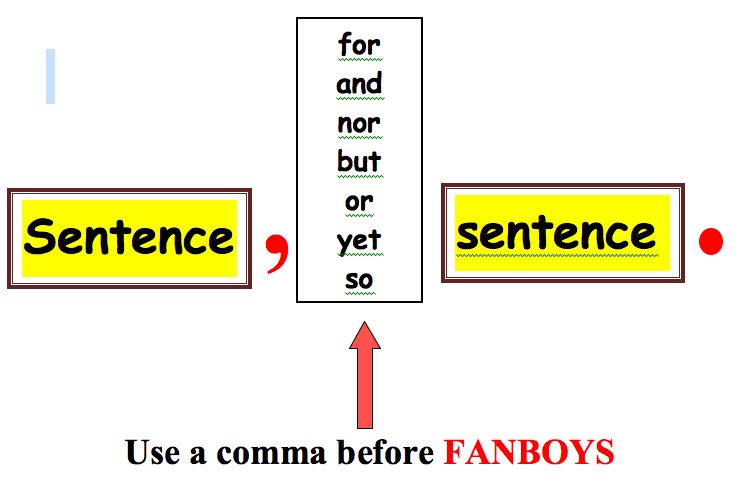 for
and
nor
but
or
yet
so
Sentence , sentence .
Use a comma before FANBOYS